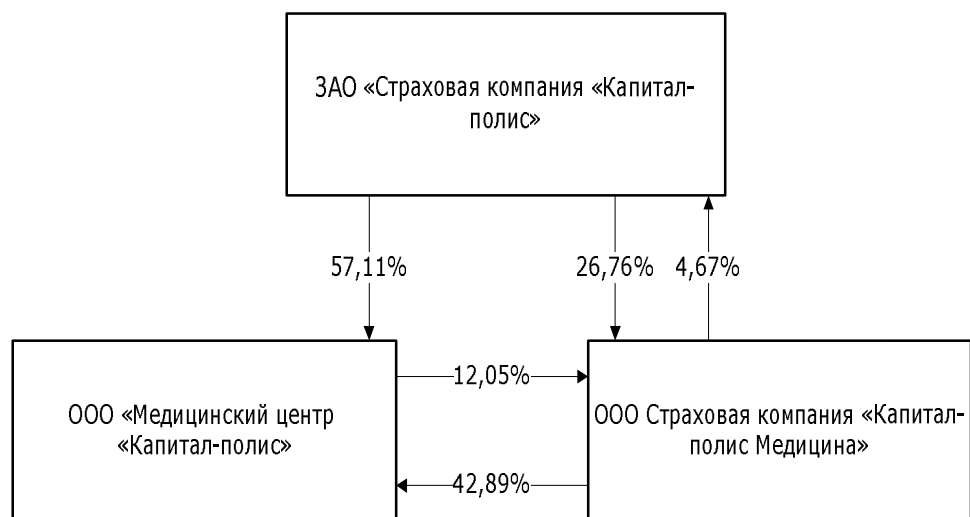 ЗАО «Страховая компания «Капитал-
полис»
57,11%
26,76%
4,67%
ООО «Медицинский центр
«Капитал-полис»
12,05%
42,89%
ООО Страховая компания «Капитал-
полис Медицина»